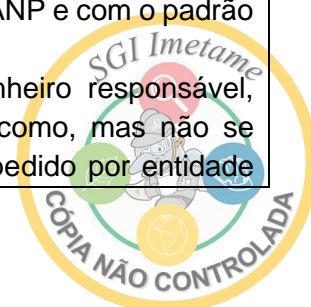 ANP e com o padrão
SGI Imetame
nheiro responsável,
como, mas não se
pedido por entidade
CÓPIA NÃO CONTROLADA